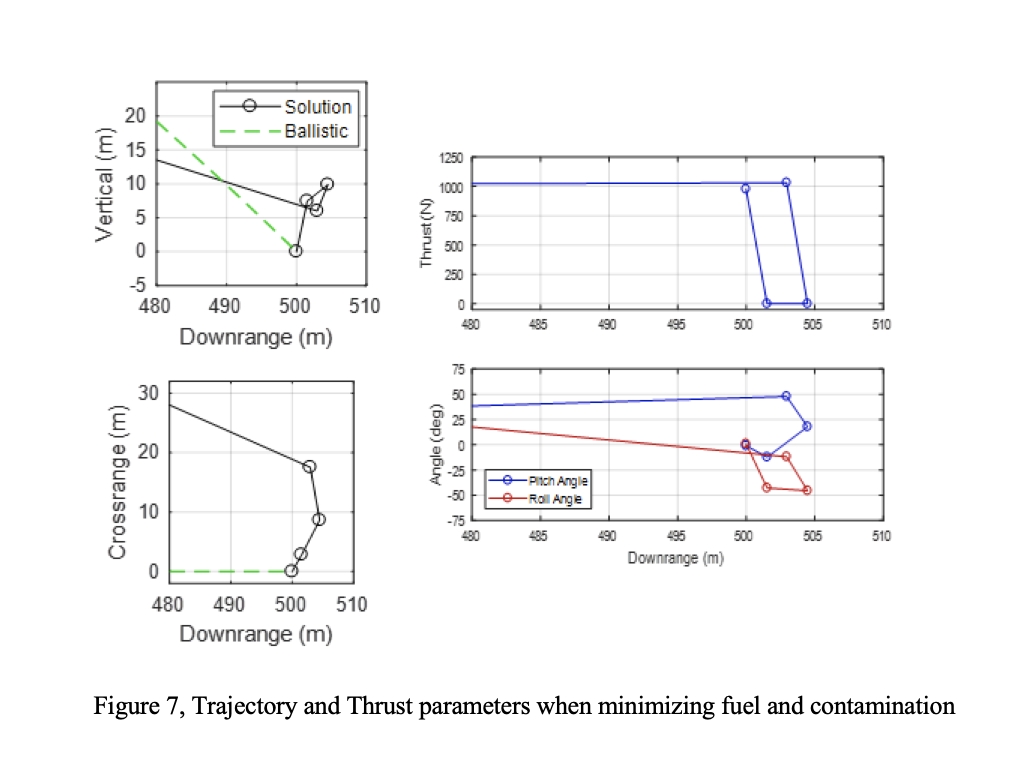 20
15
10
5
0
-5
Vertical (m)
Solution
Ballistic
480 490 500 510
Downrange (m)
1250
1000
750
500
250
0
Thrust (N)
480 485 490 495 500 505 510
30
20
10
0
Crossrange (m)
480 490 500 510
Downrange (m)
75
50
25
0
-25
-50
-75
Angle (deg)
Pitch Angle
Roll Angle
480 485 490 495 500 505 510
Downrange (m)
Figure 7, Trajectory and Thrust parameters when minimizing fuel and contamination